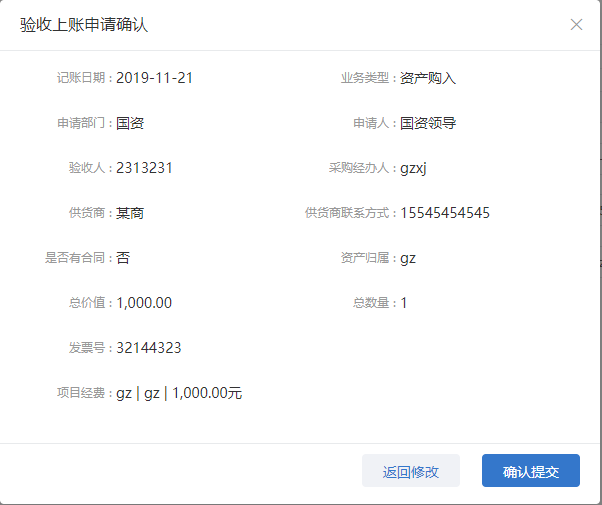 验收上账申请确认
记账日期：2019-11-21 业务类型：资产购入
申请部门：国资 申请人：国资领导
验收人：2313231 采购经办人：gzxj
供货商：某商 供货商联系方式：15545454545
是否有合同：否 资产归属：gz
总价值：1,000.00 总数量：1
发票号：32144323
项目经费：gz | gz | 1,000.00元
返回修改 确认提交